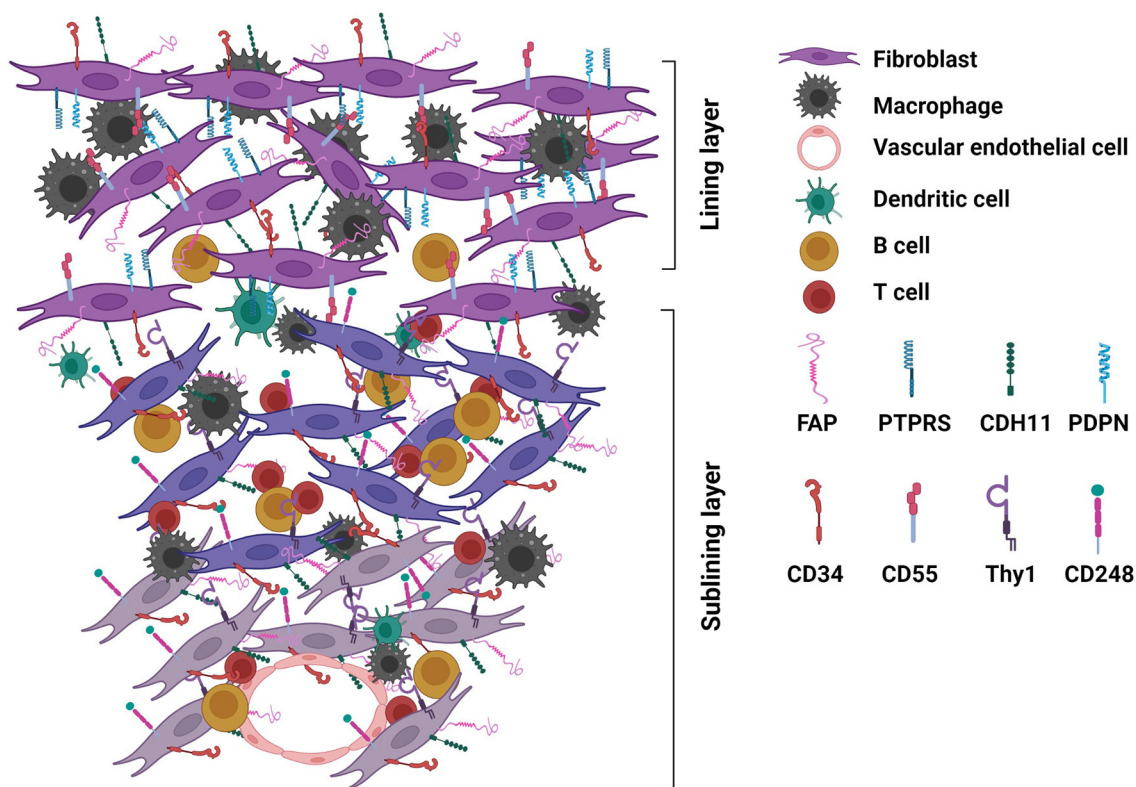 Lining layer
Sublining layer
Fibroblast
Macrophage
Vascular endothelial cell
Dendritic cell
B cell
T cell
FAP PTPRS CDH11 PDPN
CD34 CD55 Thy1 CD248